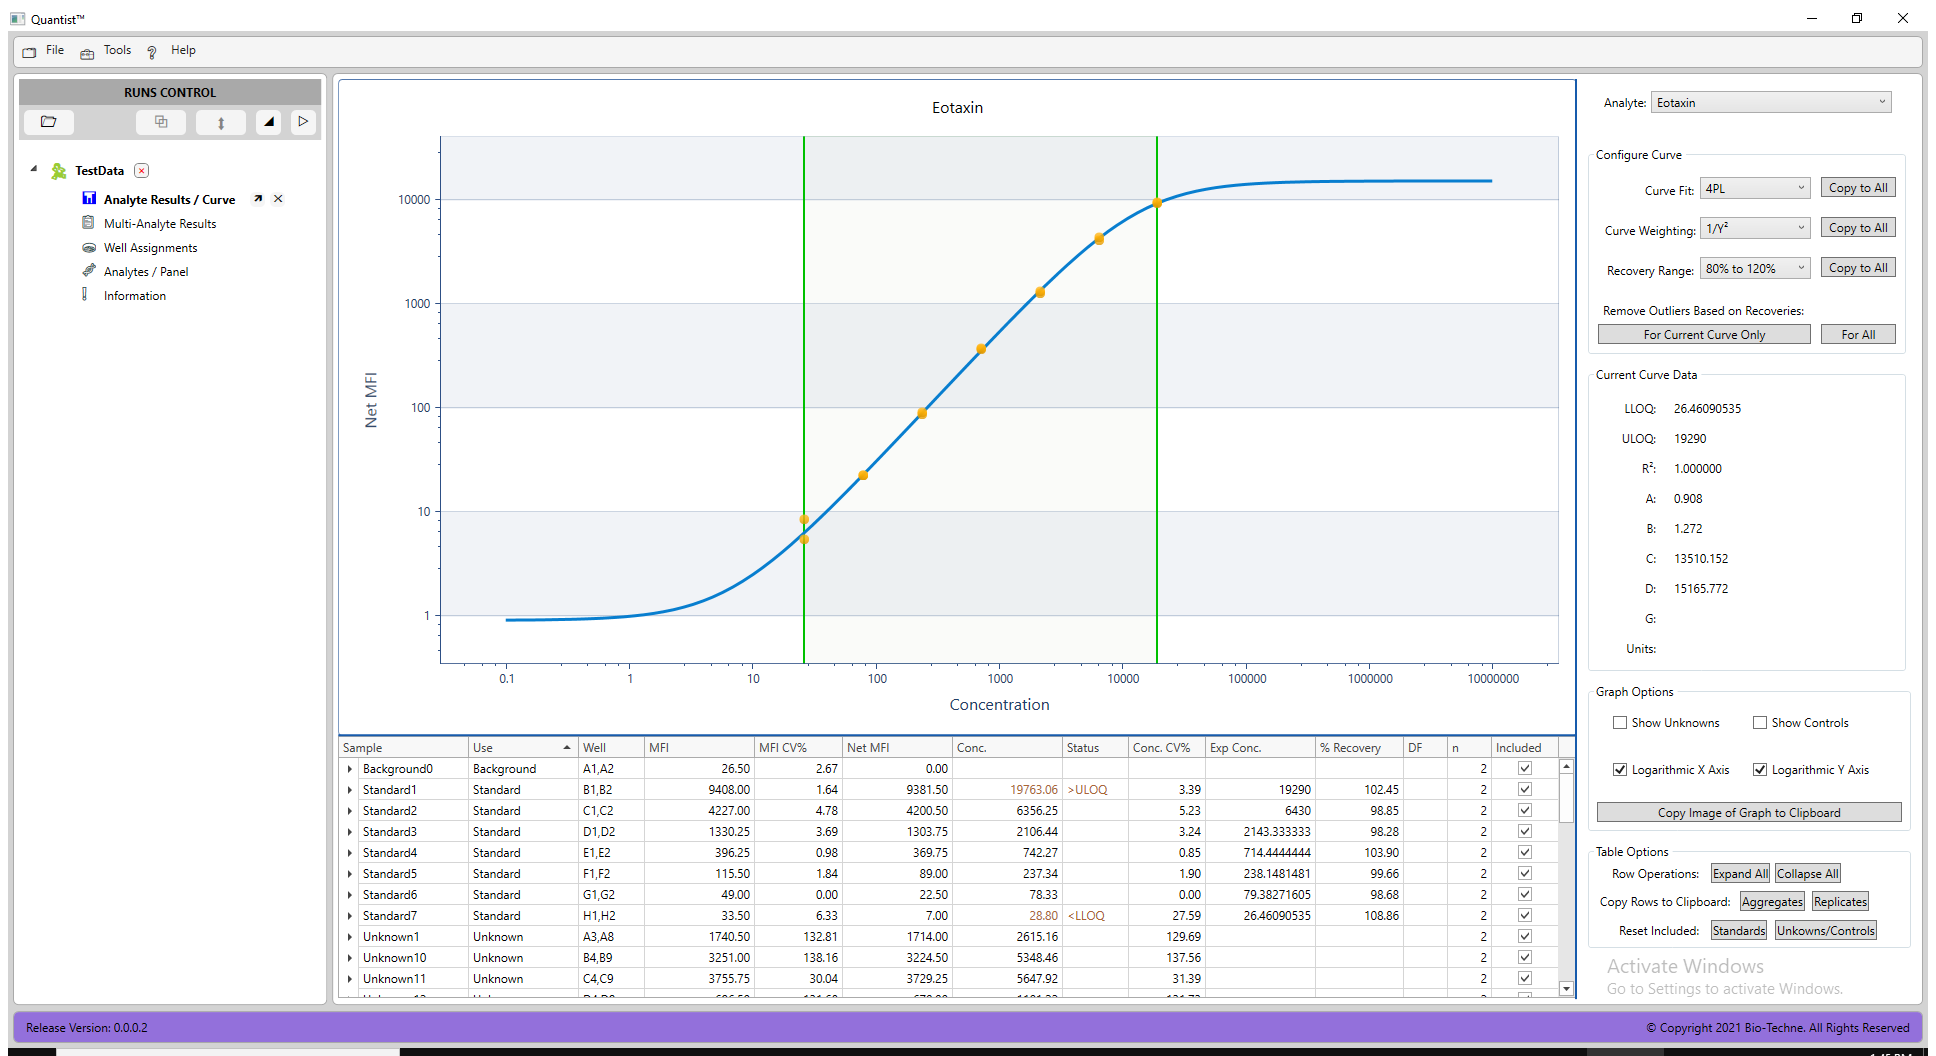 Quantist™
File Tools Help
RUNS CONTROL
TestData
Analyte Results / Curve
Multi-Analyte Results
Well Assignments
Analytes / Panel
Information
Eotaxin
Net MFI
10000
1000
100
10
1
0.1 1 10 100 1000 10000 100000 1000000 10000000
Concentration
Sample Use Well MFI MFI CV% Net MFI Conc. Status Conc. CV% Exp Conc. % Recovery DF n Included
Background0 Background A1,A2 26.50 2.67 0.00 2
Standard1 Standard B1,B2 9408.00 1.64 9381.50 19763.06 >ULOQ 3.39 19290 102.45 2
Standard2 Standard C1,C2 4227.00 4.78 4200.50 6356.25 5.23 6430 98.85 2
Standard3 Standard D1,D2 1330.25 3.69 1303.75 2106.44 3.24 2143.333333 98.28 2
Standard4 Standard E1,E2 396.25 0.98 369.75 742.27 0.85 714.4444444 103.90 2
Standard5 Standard F1,F2 115.50 1.84 89.00 237.34 1.90 238.1481481 99.66 2
Standard6 Standard G1,G2 49.00 0.00 22.50 78.33 0.00 79.38271605 98.68 2
Standard7 Standard H1,H2 33.50 6.33 7.00 28.80 <LLOQ 27.59 26.46090535 108.86 2
Unknown1 Unknown A3,A8 1740.50 132.81 1714.00 2615.16 129.69 2
Unknown10 Unknown B4,B9 3251.00 138.16 3224.50 5348.46 137.56 2
Unknown11 Unknown C4,C9 3755.75 30.04 3729.25 5647.92 31.39 2
Analyte: Eotaxin
Configure Curve
Curve Fit: 4PL Copy to All
Curve Weighting: 1/Y² Copy to All
Recovery Range: 80% to 120% Copy to All
Remove Outliers Based on Recoveries:
For Current Curve Only For All
Current Curve Data
LLOQ: 26.46090535
ULOQ: 19290
R²: 1.000000
A: 0.908
B: 1.272
C: 13510.152
D: 15165.772
G:
Units:
Graph Options
Show Unknowns Show Controls
Logarithmic X Axis Logarithmic Y Axis
Copy Image of Graph to Clipboard
Table Options
Row Operations: Expand All Collapse All
Copy Rows to Clipboard: Aggregates Replicates
Reset Included: Standards Unkowns/Controls
Activate Windows
Go to Settings to activate Windows.
Release Version: 0.0.0.2
© Copyright 2021 Bio-Techne. All Rights Reserved